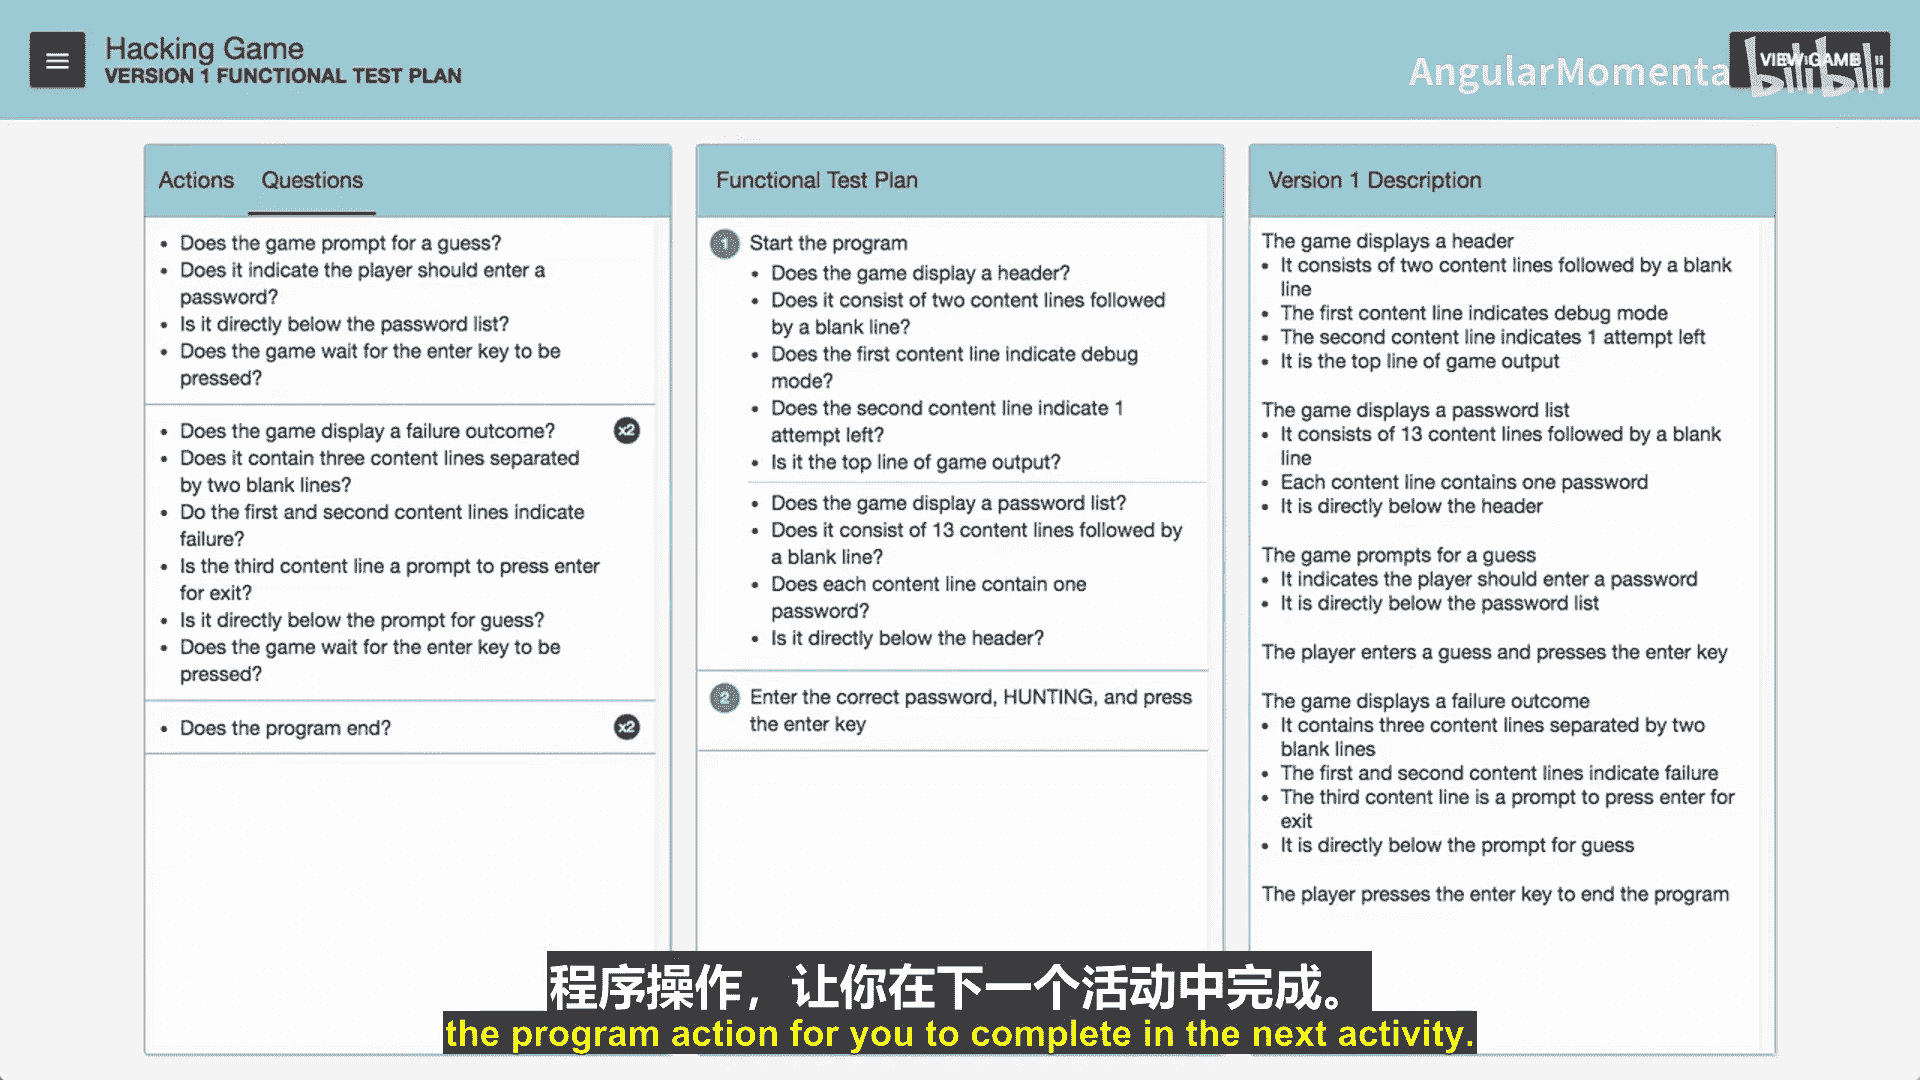 Hacking Game
VERSION 1 FUNCTIONAL TEST PLAN
AngularMomenta
VIEW GAME
bilibili
Actions
Questions
• Does the game prompt for a guess?
• Does it indicate the player should enter a
password?
• Is it directly below the password list?
• Does the game wait for the enter key to be
pressed?
• Does the game display a failure outcome?
x2
• Does it contain three content lines separated
by two blank lines?
• Do the first and second content lines indicate
failure?
• Is the third content line a prompt to press enter
for exit?
• Is it directly below the prompt for guess?
• Does the game wait for the enter key to be
pressed?
• Does the program end?
x2
Functional Test Plan
1 Start the program
• Does the game display a header?
• Does it consist of two content lines followed
by a blank line?
• Does the first content line indicate debug
mode?
• Does the second content line indicate 1
attempt left?
• Is it the top line of game output?
• Does the game display a password list?
• Does it consist of 13 content lines followed by
a blank line?
• Does each content line contain one
password?
• Is it directly below the header?
2 Enter the correct password, HUNTING, and press
the enter key
Version 1 Description
The game displays a header
• It consists of two content lines followed by a blank
line
• The first content line indicates debug mode
• The second content line indicates 1 attempt left
• It is the top line of game output
The game displays a password list
• It consists of 13 content lines followed by a blank
line
• Each content line contains one password
• It is directly below the header
The game prompts for a guess
• It indicates the player should enter a password
• It is directly below the password list
The player enters a guess and presses the enter key
The game displays a failure outcome
• It contains three content lines separated by two
blank lines
• The first and second content lines indicate failure
• The third content line is a prompt to press enter for
exit
• It is directly below the prompt for guess
The player presses the enter key to end the program
程序操作，让你在下一个活动中完成。
the program action for you to complete in the next activity.